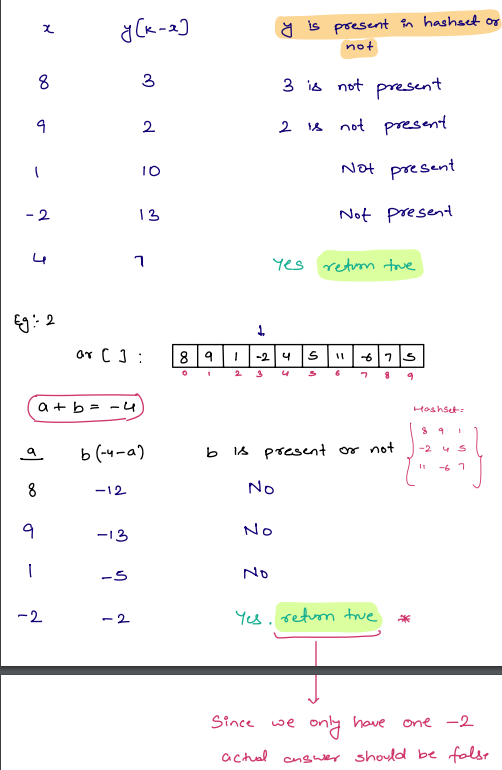 x y[k-x] y is present in hashset or
not
8 3 3 is not present
9 2 2 is not present
1 10 Not present
-2 13 Not present
4 7 Yes return true
Eg:- 2
ar [ ] : 8 9 1 -2 4 5 11 -6 7 5
0 1 2 3 4 5 6 7 8 9
a + b = -4
Hashset:
8 9 1
-2 4 5
11 -6 7
a b(-4-a) b is present or not
8 -12 No
9 -13 No
1 -5 No
-2 -2 Yes. return true *
Since we only have one -2
actual answer should be false